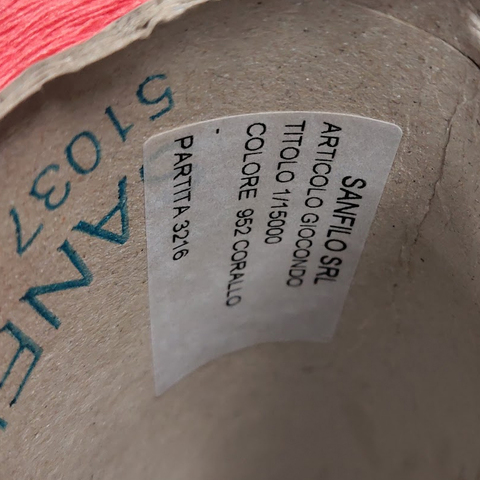 SANFILO SRL
ARTICOLO GIOCONDO
TITOLO 1/15000
COLORE 952 CORALLO
PARTITA 3216
51037